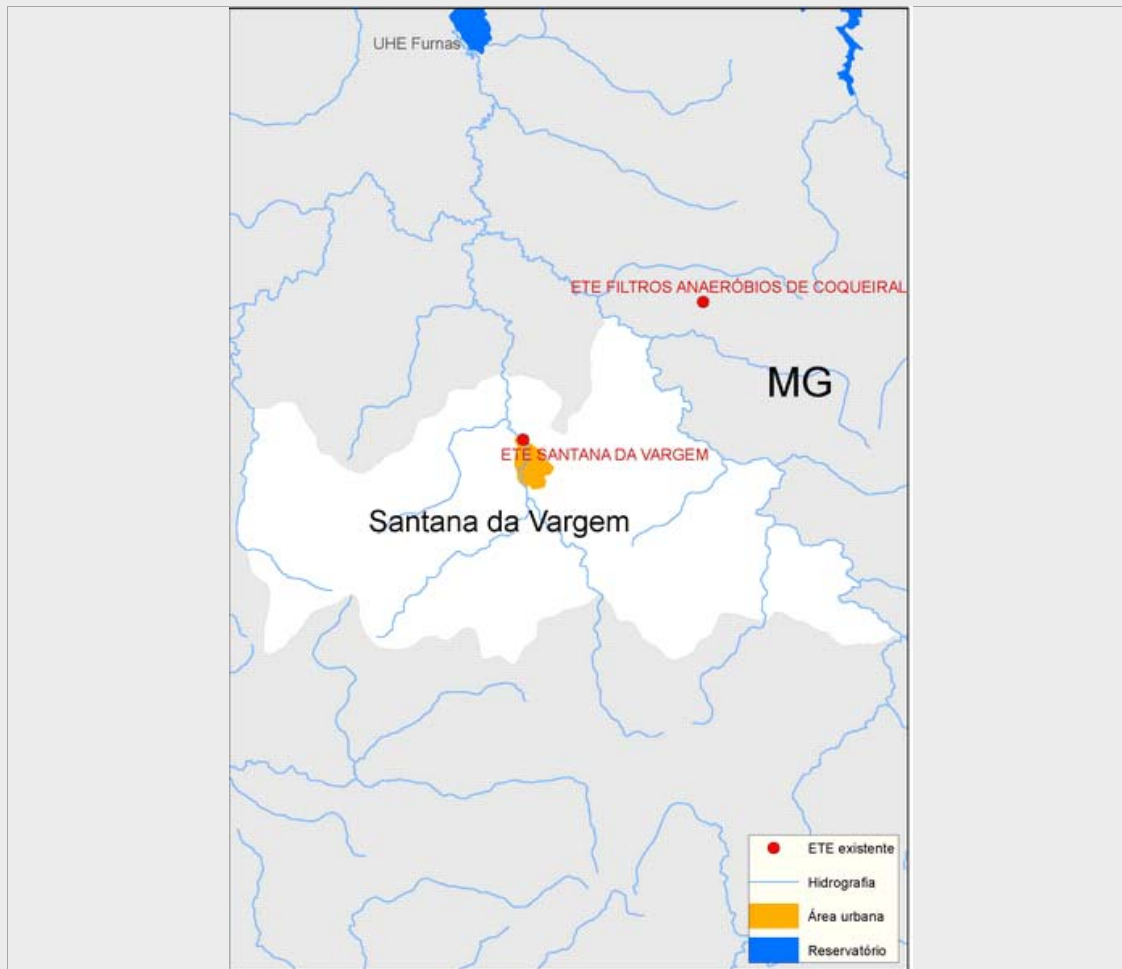 UHE Furnas
ETE FILTROS ANAERÓBIOS DE COQUEIRAL
MG
ETE SANTANA DA VARGEM
Santana da Vargem
ETE existente
Hidrografia
Área urbana
Reservatório